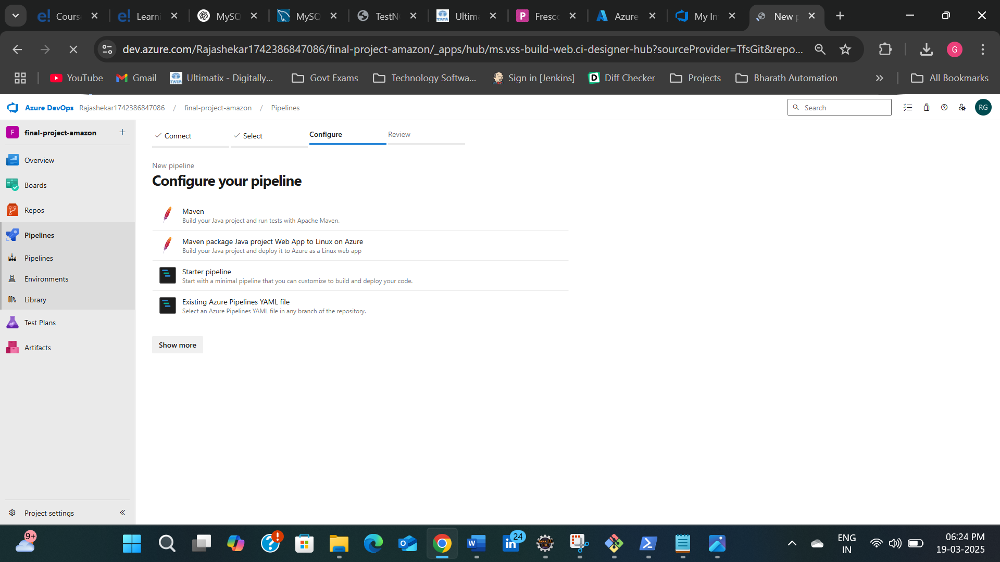 Cours
Learni
MySQ
MySQ
TestN
Ultima
Fresco
Azure
My In
New p
dev.azure.com/Rajashekar1742386847086/final-project-amazon/_apps/hub/ms.vss-build-web.ci-designer-hub?sourceProvider=TfsGit&repo...
G
YouTube
Gmail
TATA
Ultimatix - Digitally...
Govt Exams
Technology Softwa...
Sign in [Jenkins]
Diff Checker
Projects
Bharath Automation
All Bookmarks
Azure DevOps
Rajashekar1742386847086 / final-project-amazon / Pipelines
Search
RG
F
final-project-amazon
Overview
Boards
Repos
Pipelines
Pipelines
Environments
Library
Test Plans
Artifacts
Project settings
Connect
Select
Configure
Review
New pipeline
Configure your pipeline
Maven
Build your Java project and run tests with Apache Maven.
Maven package Java project Web App to Linux on Azure
Build your Java project and deploy it to Azure as a Linux web app
Starter pipeline
Start with a minimal pipeline that you can customize to build and deploy your code.
Existing Azure Pipelines YAML file
Select an Azure Pipelines YAML file in any branch of the repository.
Show more
9+
24
ENG
IN
06:24 PM
19-03-2025